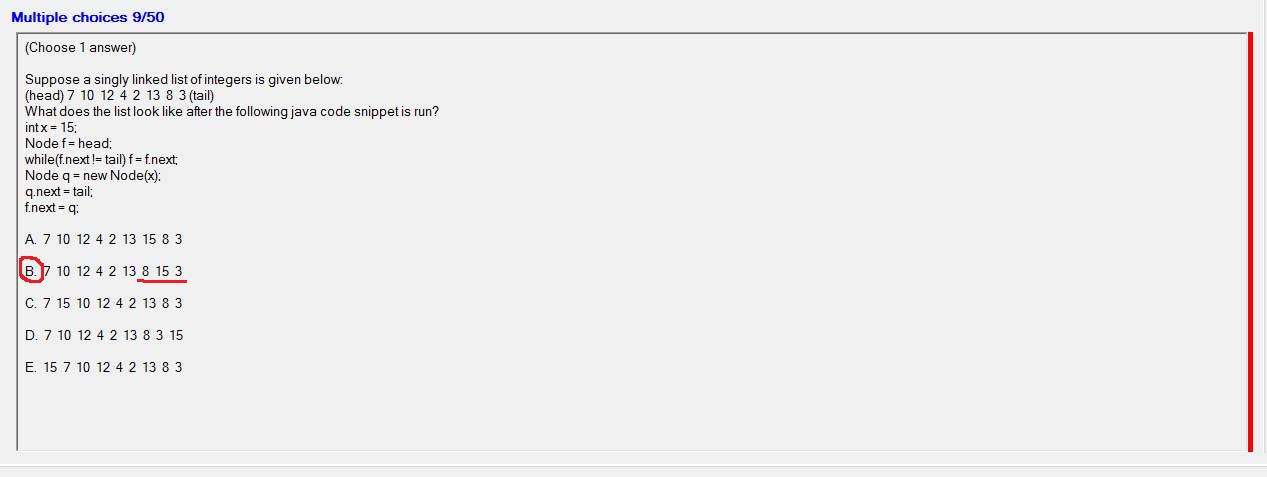 Multiple choices 9/50
(Choose 1 answer)
Suppose a singly linked list of integers is given below:
(head) 7 10 12 4 2 13 8 3 (tail)
What does the list look like after the following java code snippet is run?
int x = 15;
Node f = head;
while(f.next != tail) f = f.next;
Node q = new Node(x);
q.next = tail;
f.next = q;
A. 7 10 12 4 2 13 15 8 3
B. 7 10 12 4 2 13 8 15 3
C. 7 15 10 12 4 2 13 8 3
D. 7 10 12 4 2 13 8 3 15
E. 15 7 10 12 4 2 13 8 3